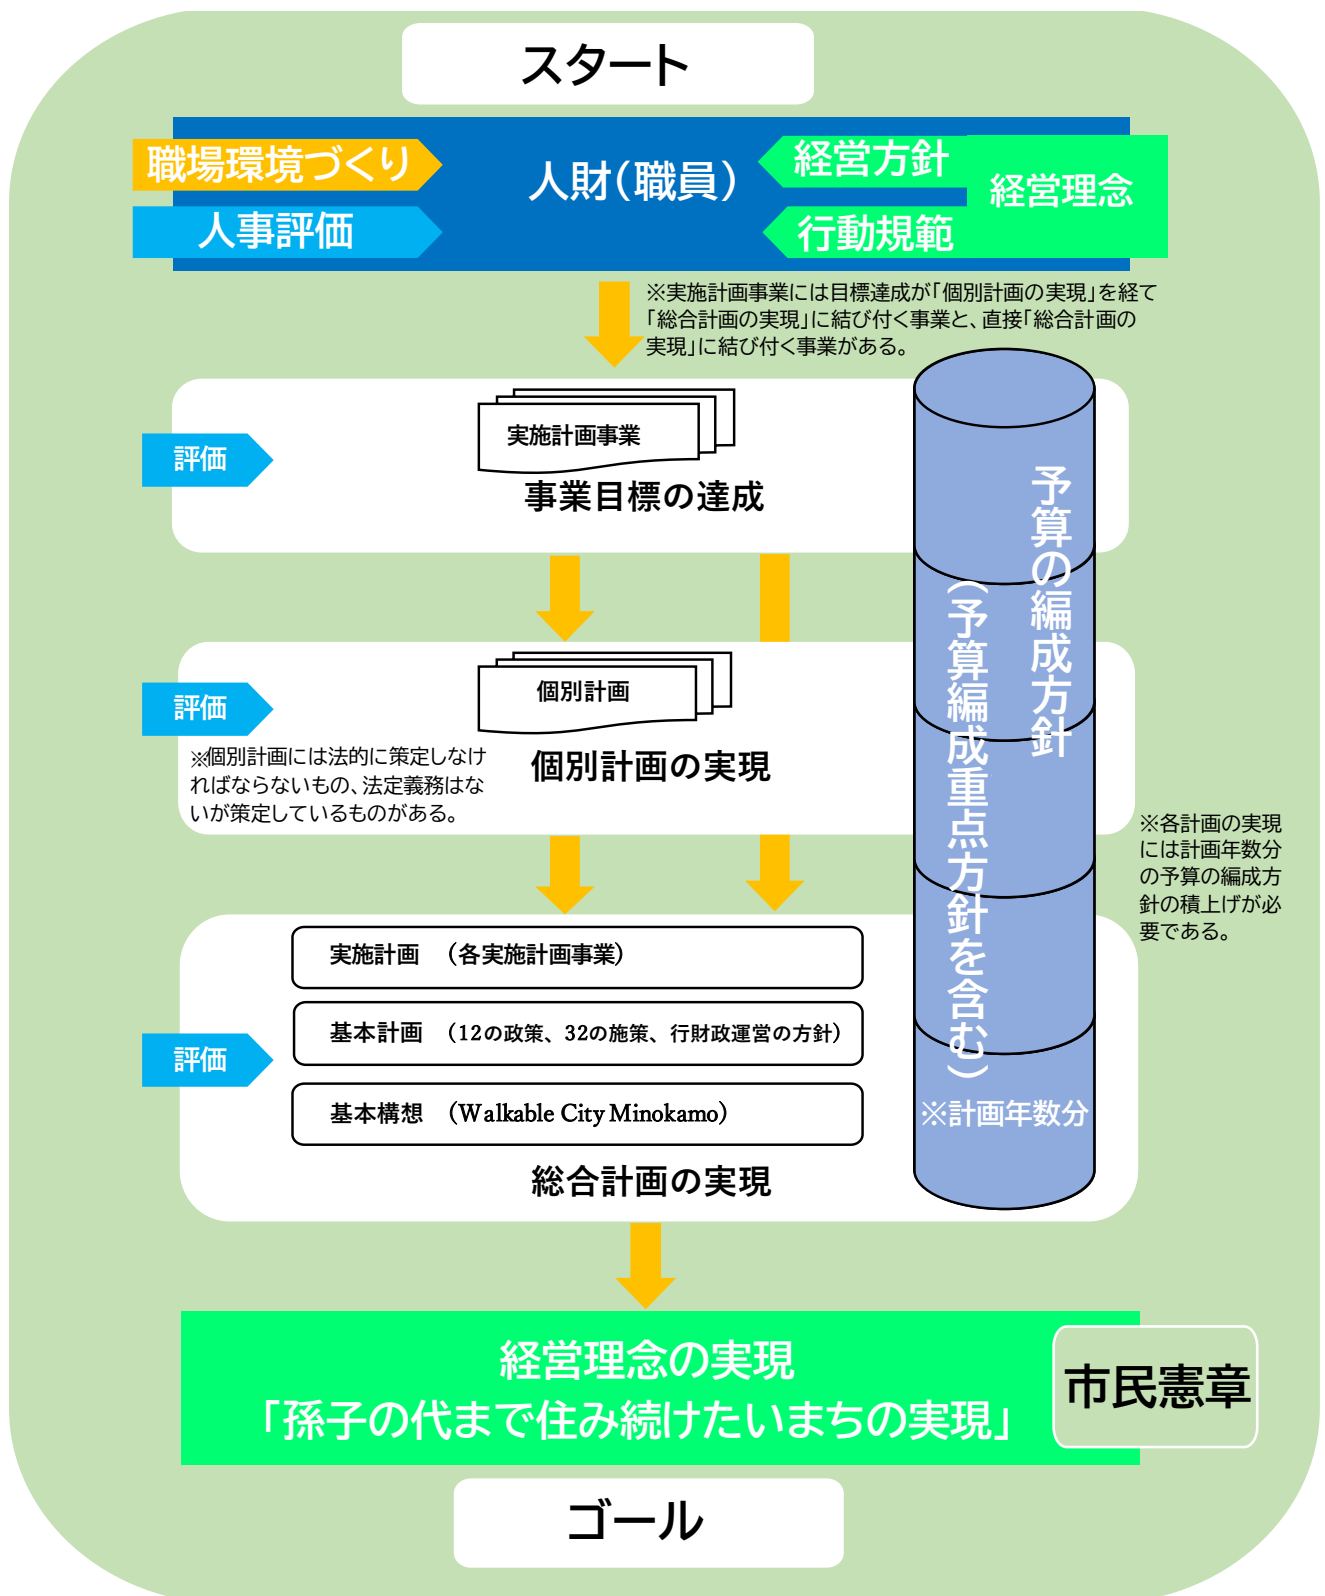 スタート
職場環境づくり
人事評価
人財(職員)
経営方針
行動規範
経営理念
※実施計画事業には目標達成が「個別計画の実現」を経て
「総合計画の実現」に結び付く事業と、直接「総合計画の
実現」に結び付く事業がある。
評価
実施計画事業
事業目標の達成
評価
個別計画
個別計画の実現
※個別計画には法的に策定しなけ
ればならないもの、法定義務はな
いが策定しているものがある。
予算の編成方針
(予算編成重点方針を含む)
※計画年数分
※各計画の実現
には計画年数分
の予算の編成方
針の積上げが必
要である。
評価
実施計画 (各実施計画事業)
基本計画 (12の政策、32の施策、行財政運営の方針)
基本構想 (Walkable City Minokamo)
総合計画の実現
経営理念の実現
「孫子の代まで住み続けたいまちの実現」
市民憲章
ゴール